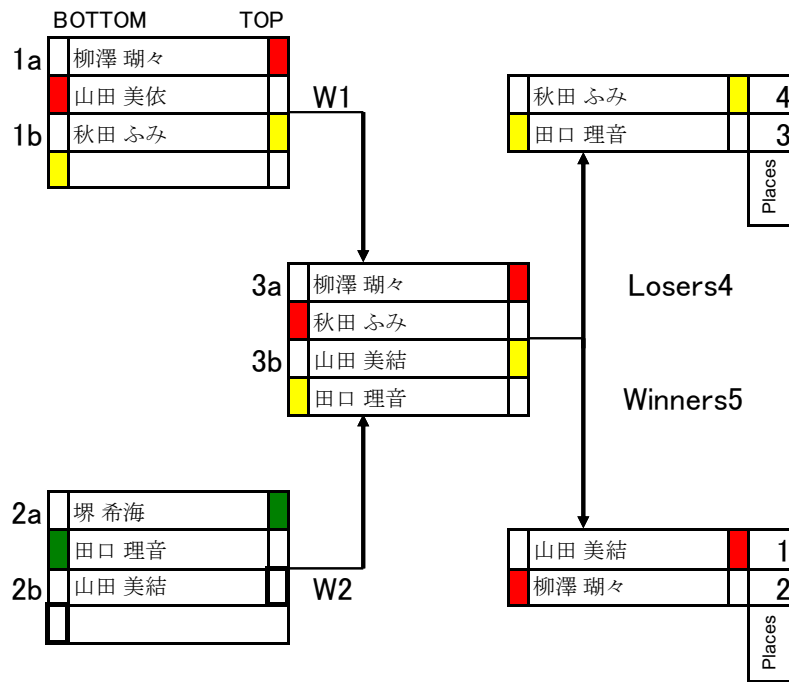 BOTTOM TOP
1a 柳澤 瑚々
山田 美依
1b 秋田 ふみ
W1
秋田 ふみ 4
田口 理音 3
Places
3a 柳澤 瑚々
秋田 ふみ
3b 山田 美結
田口 理音
Losers4
Winners5
2a 堺 希海
田口 理音
2b 山田 美結
W2
山田 美結 1
柳澤 瑚々 2
Places